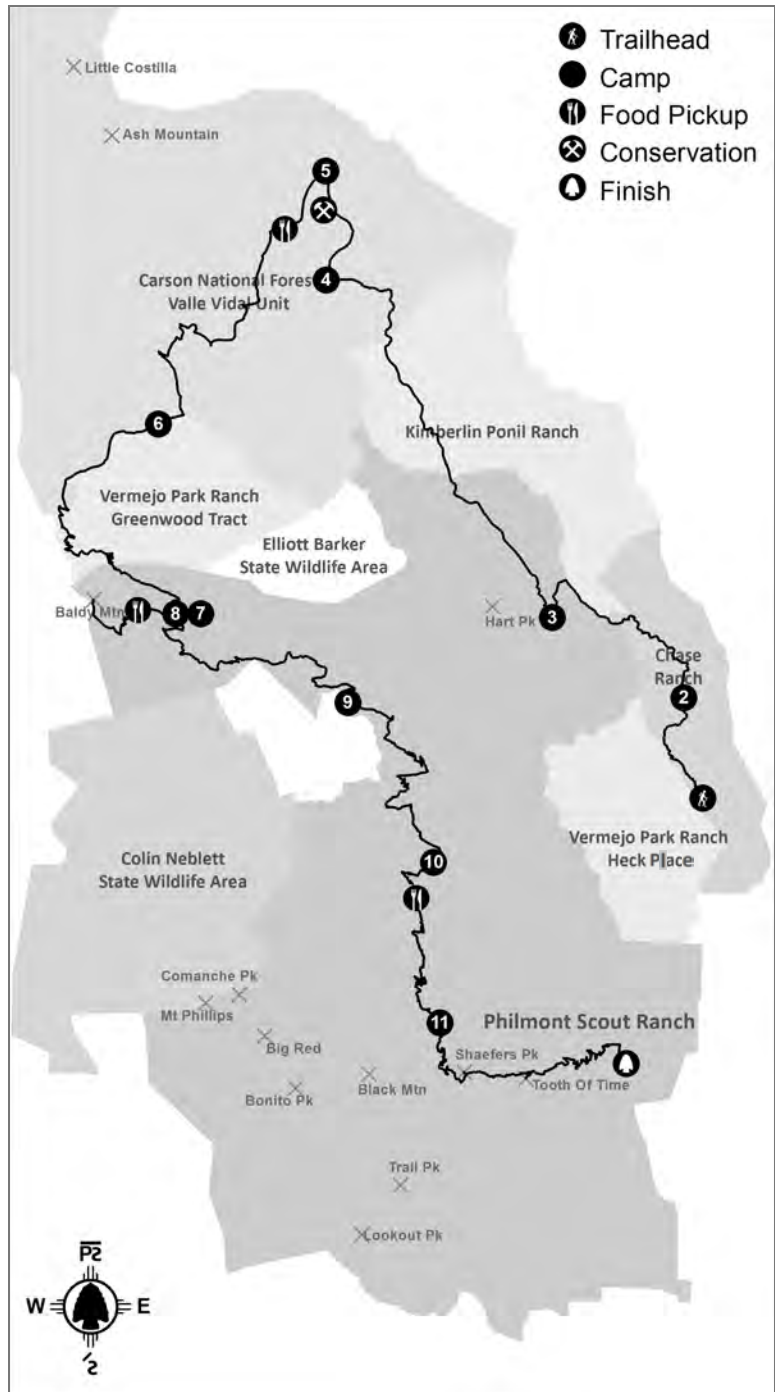 Trailhead
Camp
Food Pickup
Conservation
Finish
Little Costilla
Ash Mountain
5
4
Carson National Fores
Valle Vidal Unit
Kimberlin Ponil Ranch
6
Vermejo Park Ranch
Greenwood Tract
Elliott Barker
State Wildlife Area
Baldy Mtn
8
7
Hart Pk
3
Chase
Ranch
2
9
Vermejo Park Ranch
Heck Place
Colin Neblett
State Wildlife Area
10
Comanche Pk
Mt Phillips
Big Red
11
Philmont Scout Ranch
Shaefers Pk
Black Mtn
Bonito Pk
Tooth Of Time
Trail Pk
Lookout Pk
W
E